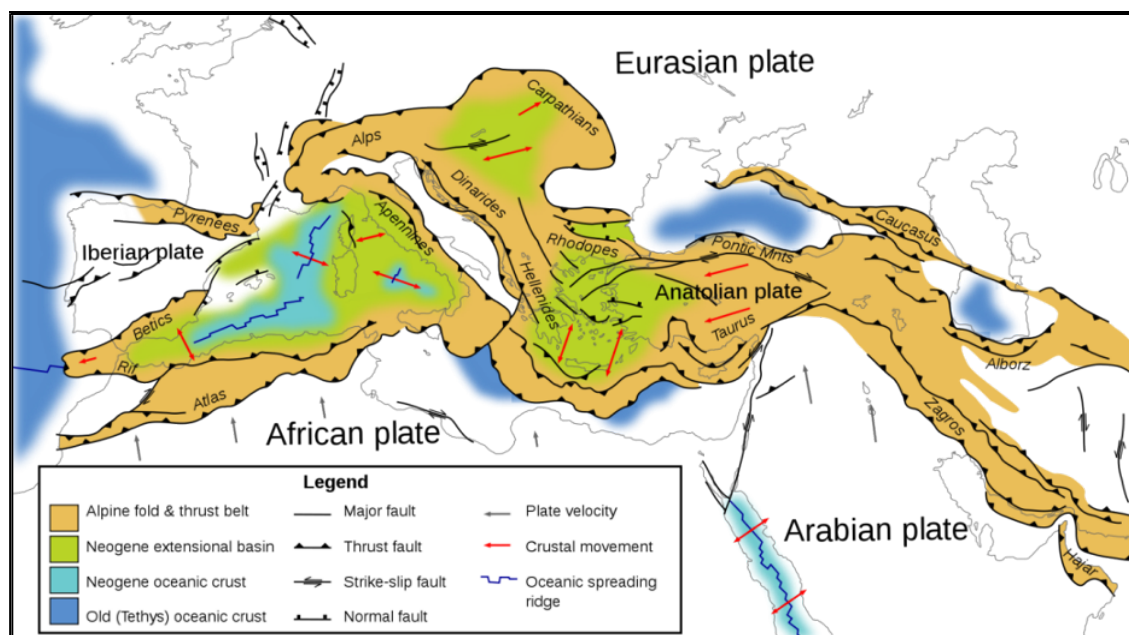 Eurasian plate
Carpathians
Alps
Dinarides
Pyrenees
Apennines
Caucasus
Iberian plate
Rhodopes
Pontic Mnts
Hellenides
Anatolian plate
Betics
Taurus
Rif
Alborz
Atlas
Zagros
African plate
Arabian plate
Hajar
Legend
Alpine fold & thrust belt
Major fault
Plate velocity
Neogene extensional basin
Thrust fault
Crustal movement
Neogene oceanic crust
Strike-slip fault
Oceanic spreading
ridge
Old (Tethys) oceanic crust
Normal fault